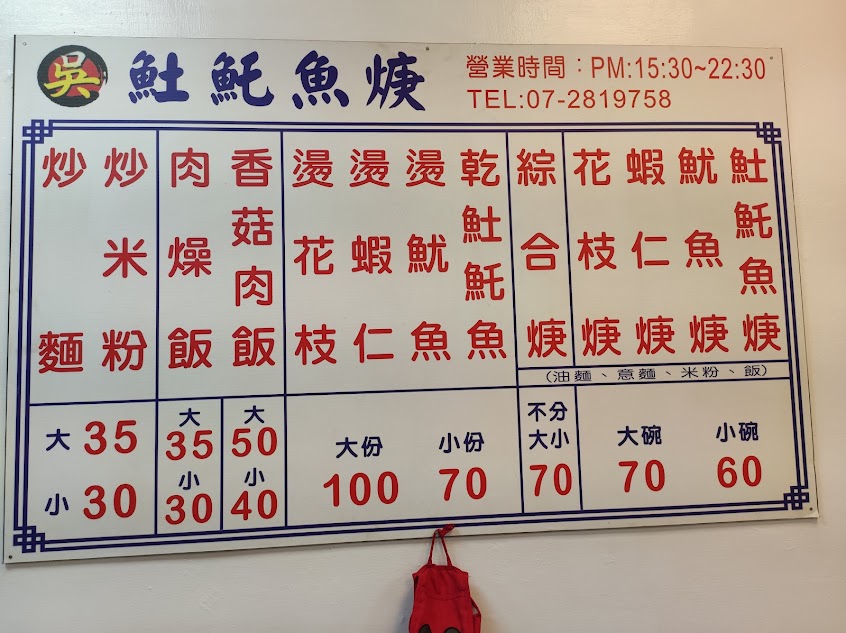 吳
𩵚魠魚焿
營業時間：PM:15:30~22:30
TEL:07-2819758
𩵚魠魚焿
魷魚焿
蝦仁焿
花枝焿
(油麵、意麵、米粉、飯)
小碗 60
大碗 70
綜合焿
不分大小 70
乾𩵚魠魚
燙魷魚
燙蝦仁
燙花枝
小份 70
大份 100
香菇肉飯
大 50
小 40
肉燥飯
大 35
小 30
炒米粉
炒麵
大 35
小 30